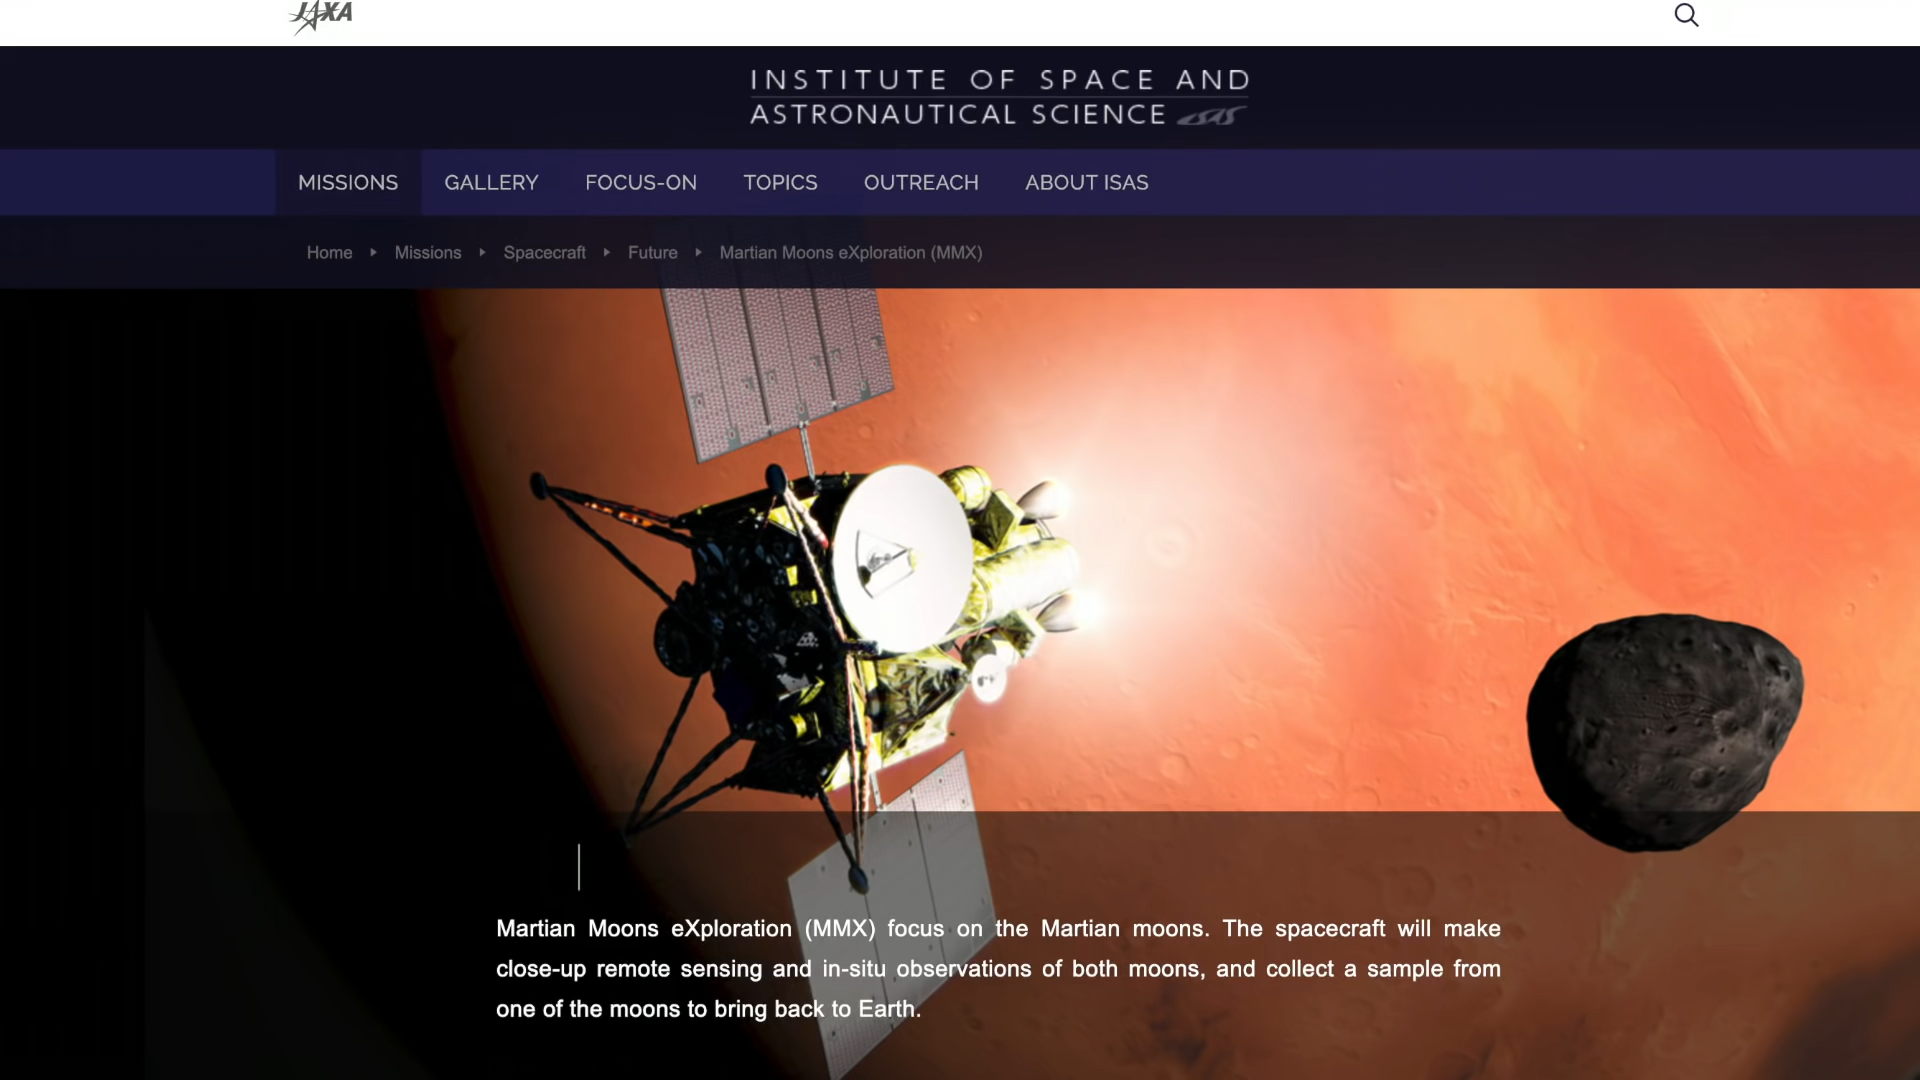 JAXA
INSTITUTE OF SPACE AND
ASTRONAUTICAL SCIENCE ISAS
MISSIONS GALLERY FOCUS-ON TOPICS OUTREACH ABOUT ISAS
Home Missions Spacecraft Future Martian Moons eXploration (MMX)
Martian Moons eXploration (MMX) focus on the Martian moons. The spacecraft will make
close-up remote sensing and in-situ observations of both moons, and collect a sample from
one of the moons to bring back to Earth.